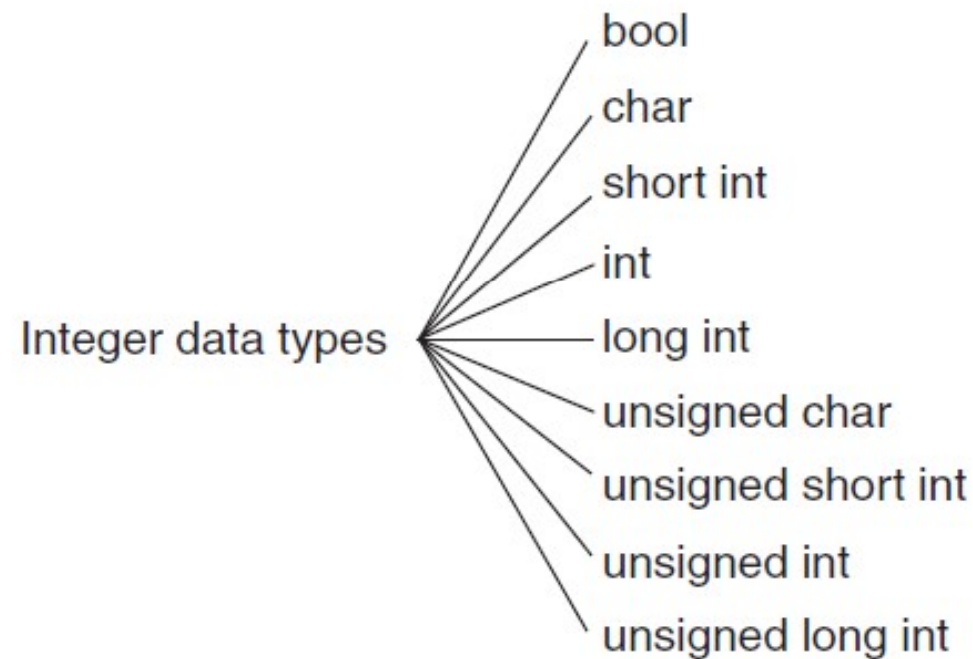 bool
char
short int
int
Integer data types
long int
unsigned char
unsigned short int
unsigned int
unsigned long int